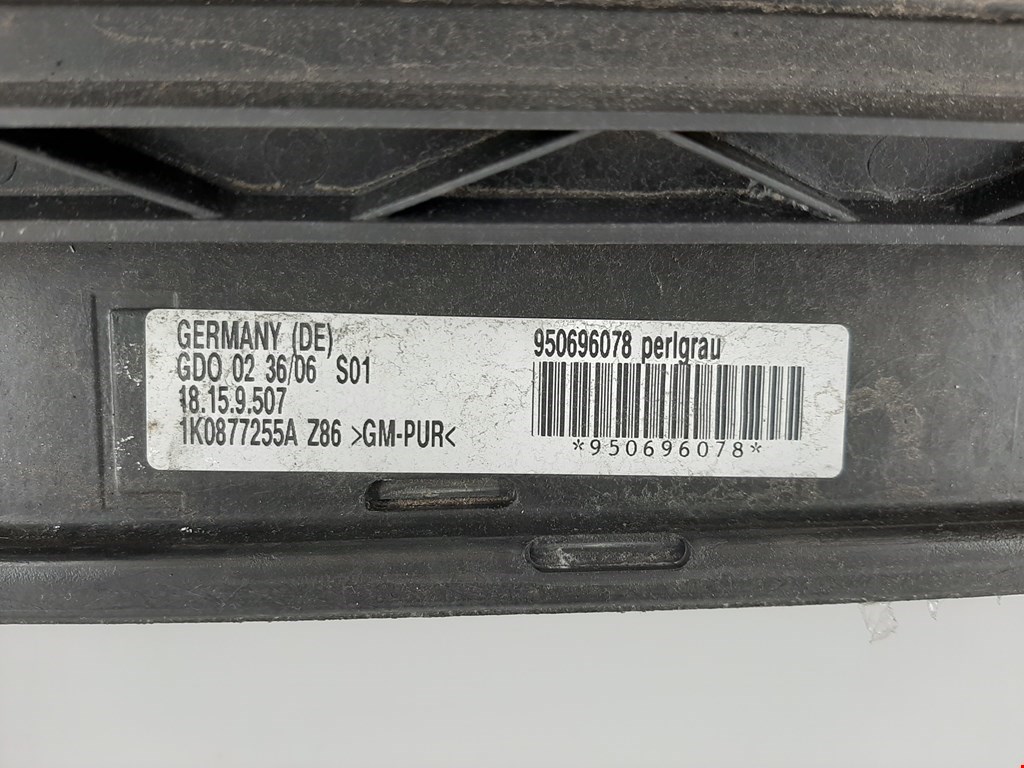 GERMANY (DE)
GDO 02 36/06 S01
18.15.9.507
1K0877255A Z86 >GM-PUR<
950696078 perlgrau
*950696078*